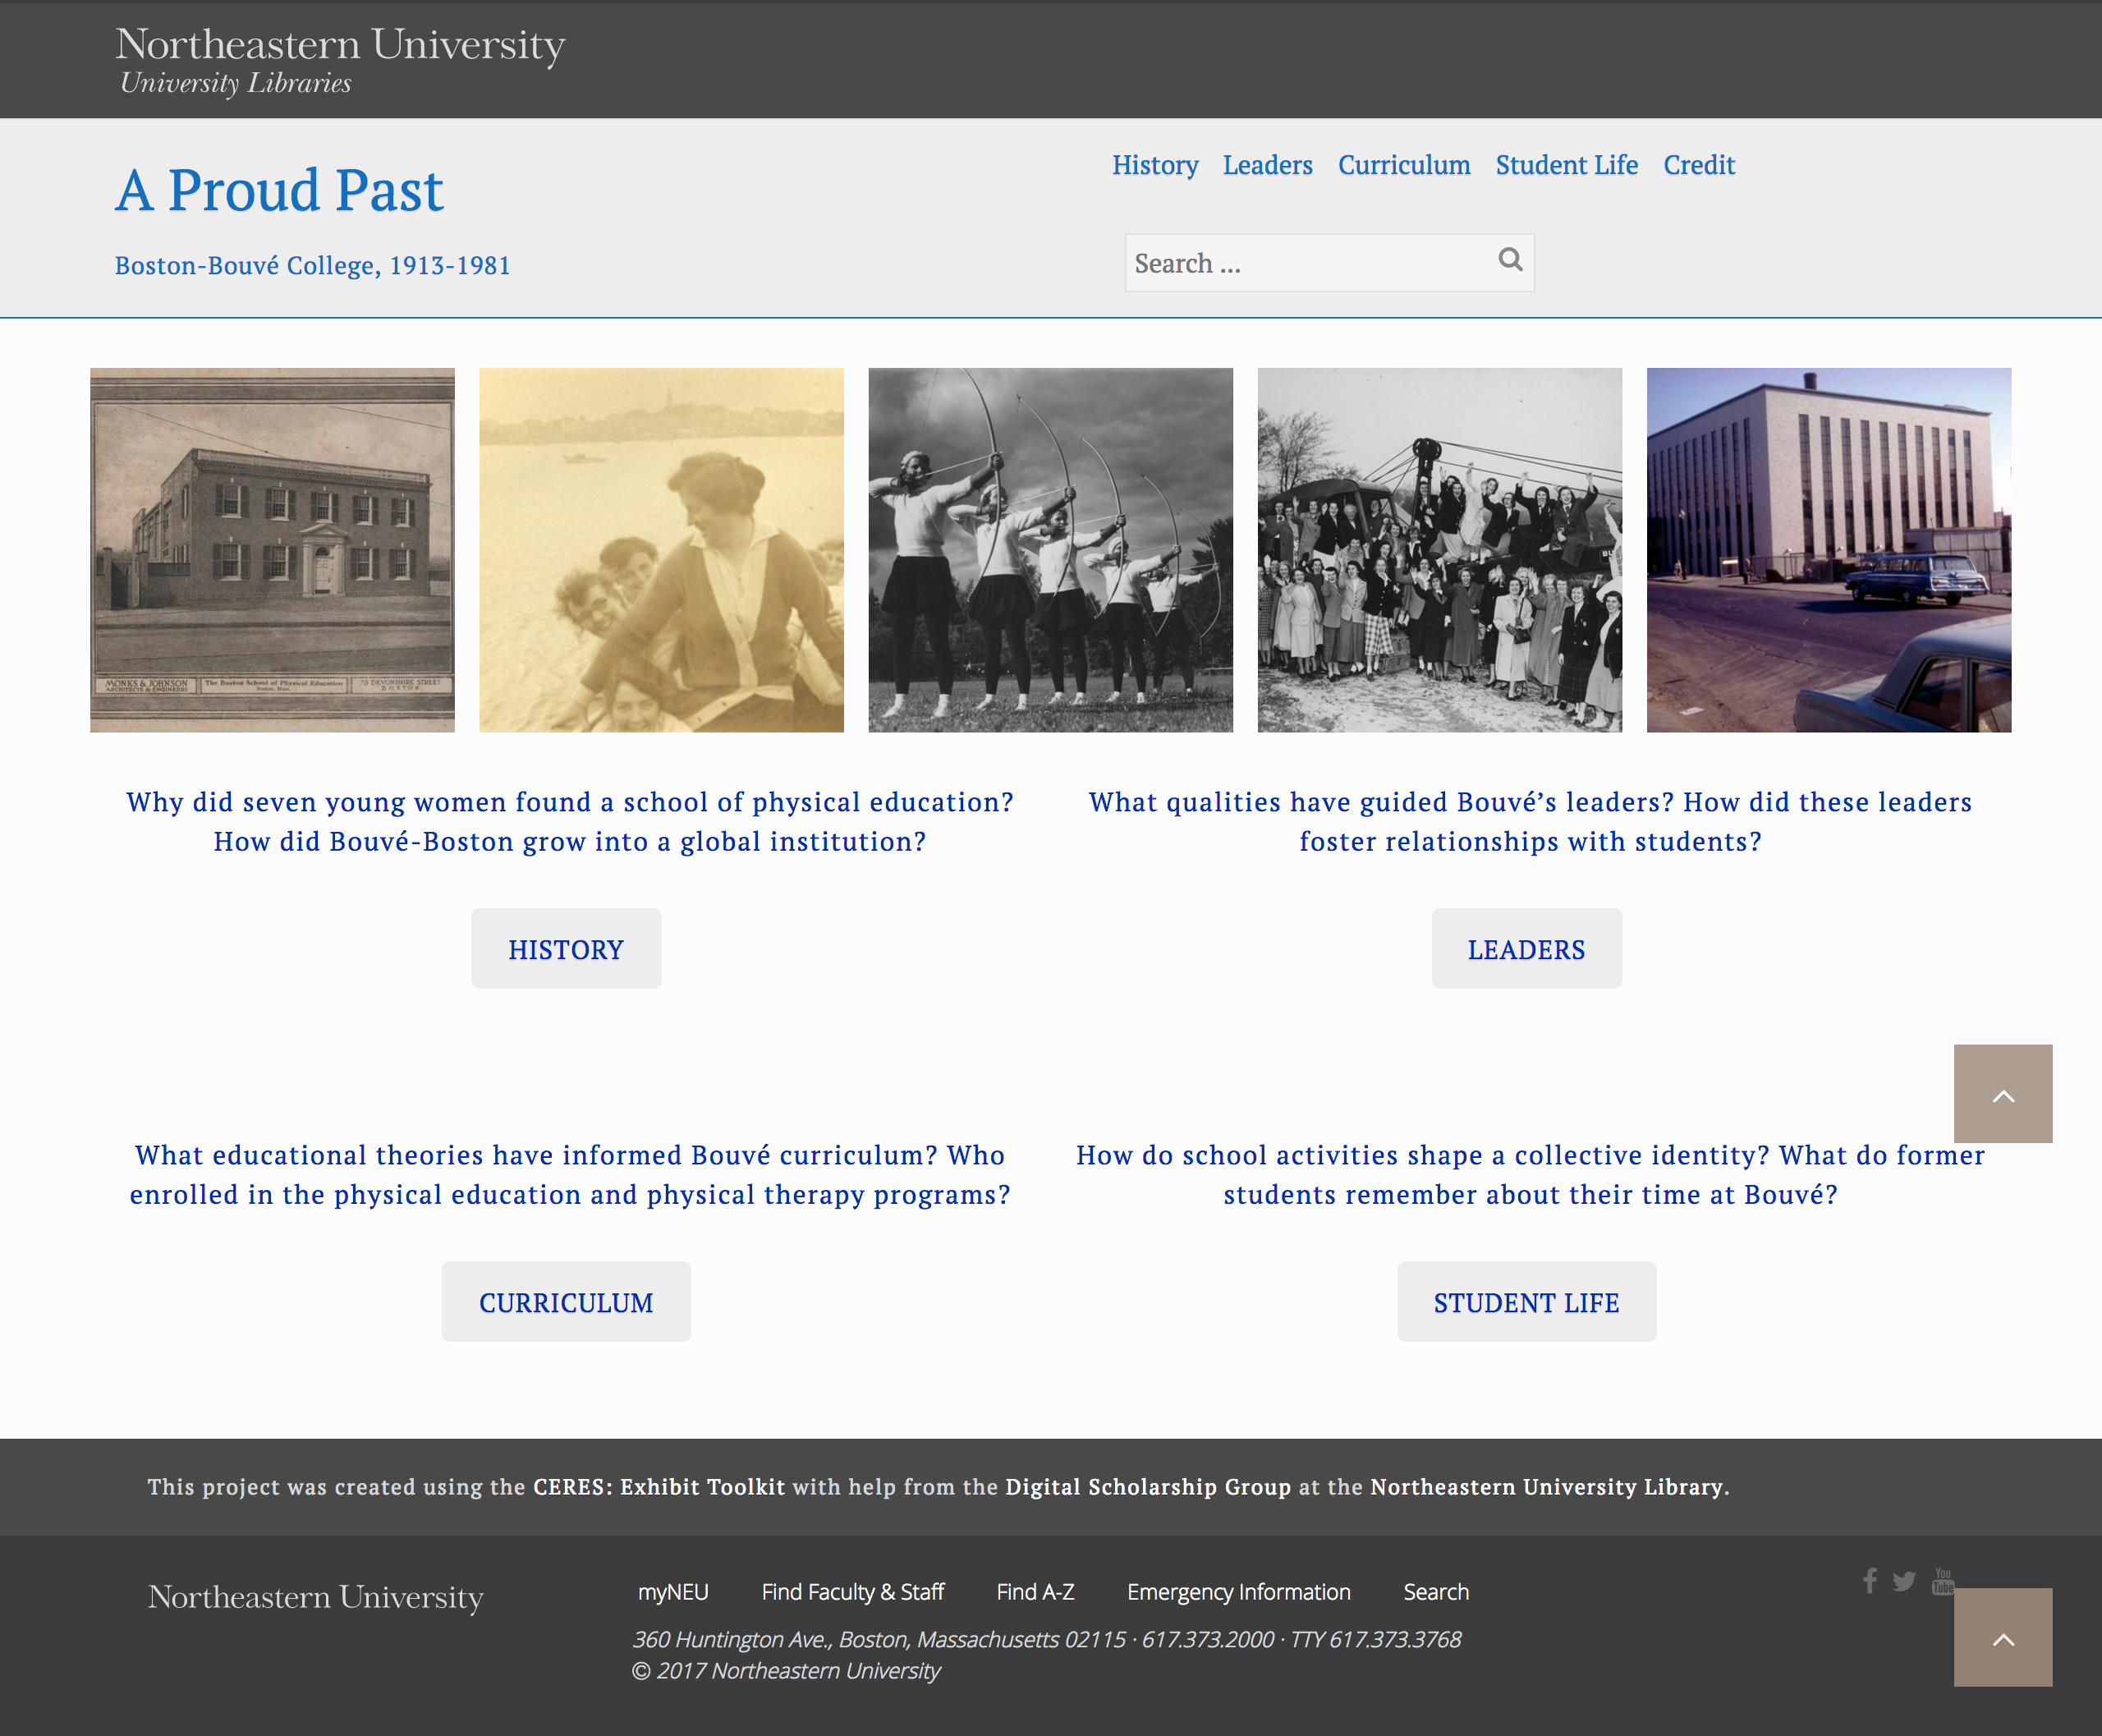 Northeastern University
University Libraries
A Proud Past
Boston-Bouvé College, 1913-1981
History Leaders Curriculum Student Life Credit
Search ...
MONKS & JOHNSON
ARCHITECTS & ENGINEERS
The Boston School of Physical Education
Boston, Mass.
78 DEVONSHIRE STREET
BOSTON
BU
Why did seven young women found a school of physical education?
How did Bouvé-Boston grow into a global institution?
HISTORY
What qualities have guided Bouvé’s leaders? How did these leaders
foster relationships with students?
LEADERS
What educational theories have informed Bouvé curriculum? Who
enrolled in the physical education and physical therapy programs?
CURRICULUM
How do school activities shape a collective identity? What do former
students remember about their time at Bouvé?
STUDENT LIFE
This project was created using the CERES: Exhibit Toolkit with help from the Digital Scholarship Group at the Northeastern University Library.
Northeastern University
myNEU Find Faculty & Staff Find A-Z Emergency Information Search
360 Huntington Ave., Boston, Massachusetts 02115 · 617.373.2000 · TTY 617.373.3768
© 2017 Northeastern University
You
Tube